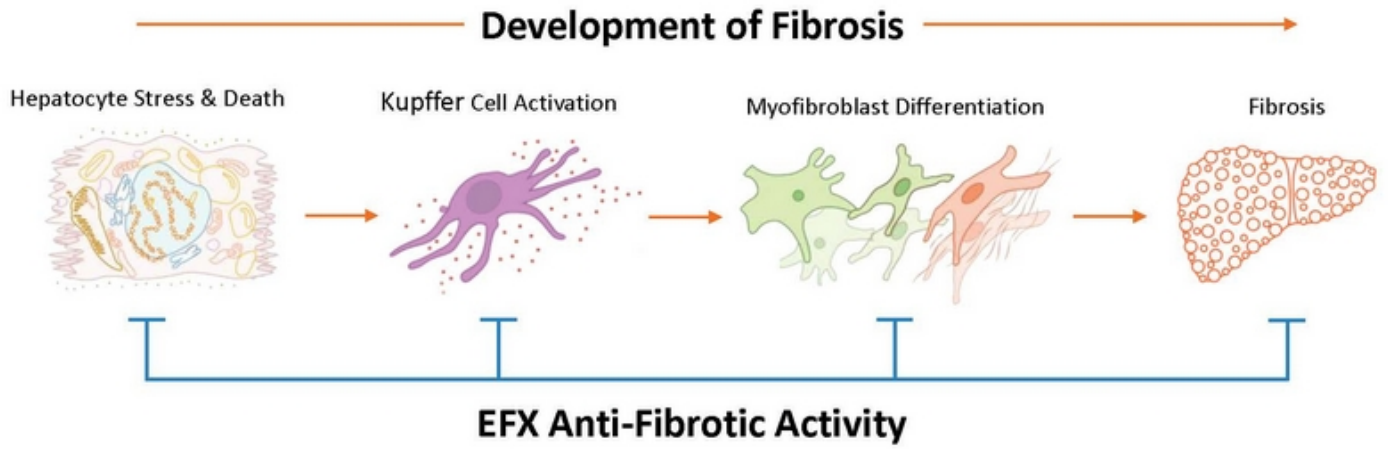 Development of Fibrosis
Hepatocyte Stress & Death
Kupffer Cell Activation
Myofibroblast Differentiation
Fibrosis
EFX Anti-Fibrotic Activity